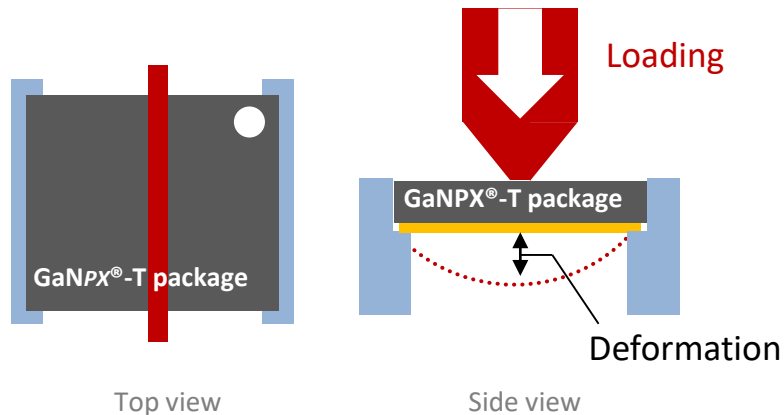 Loading
GaNPX®-T package
GaNPX®-T package
Deformation
Top view
Side view